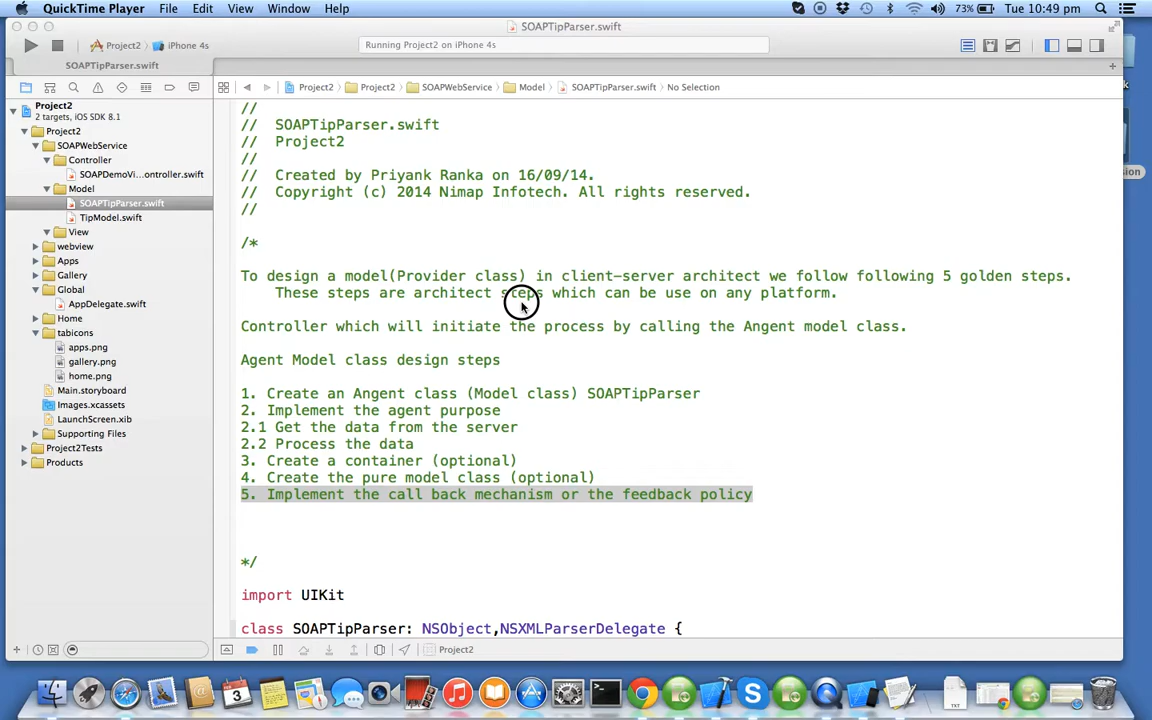 QuickTime Player File Edit View Window Help 73% Tue 10:49 pm
SOAPTipParser.swift
Project2 iPhone 4s Running Project2 on iPhone 4s
SOAPTipParser.swift
Project2 Project2 SOAPWebService Model SOAPTipParser.swift No Selection
Project2
2 targets, iOS SDK 8.1
Project2
SOAPWebService
Controller
SOAPDemoVi...ontroller.swift
Model
SOAPTipParser.swift
TipModel.swift
View
webview
Apps
Gallery
Global
AppDelegate.swift
Home
tabicons
apps.png
gallery.png
home.png
Main.storyboard
Images.xcassets
LaunchScreen.xib
Supporting Files
Project2Tests
Products
//
// SOAPTipParser.swift
// Project2
//
// Created by Priyank Ranka on 16/09/14.
// Copyright (c) 2014 Nimap Infotech. All rights reserved.
//
/*
To design a model(Provider class) in client-server architect we follow following 5 golden steps.
These steps are architect steps which can be use on any platform.
Controller which will initiate the process by calling the Angent model class.
Agent Model class design steps
1. Create an Angent class (Model class) SOAPTipParser
2. Implement the agent purpose
2.1 Get the data from the server
2.2 Process the data
3. Create a container (optional)
4. Create the pure model class (optional)
5. Implement the call back mechanism or the feedback policy
*/
import UIKit
class SOAPTipParser: NSObject,NSXMLParserDelegate {
Project2
sion
3
TXT